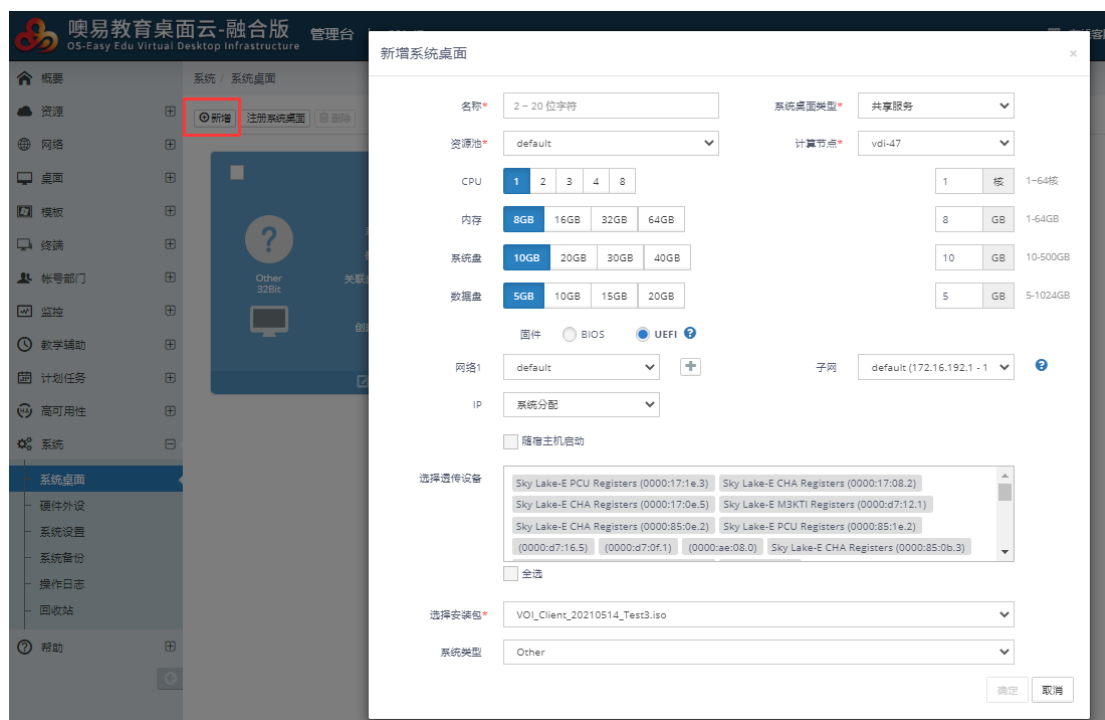 噢易教育桌面云-融合版 管理台
OS-Easy Edu Virtual Desktop Infrastructure
概要
资源
网络
桌面
模板
终端
帐号部门
监控
教学辅助
计划任务
高可用性
系统
系统桌面
硬件外设
系统设置
系统备份
操作日志
回收站
帮助
系统 / 系统桌面
新增 注册系统桌面 删除
Other
32Bit
新增系统桌面 ×
名称* 2 – 20 位字符 系统桌面类型* 共享服务
资源池* default 计算节点* vdi-47
CPU 1 2 3 4 8 1 核 1-64核
内存 8GB 16GB 32GB 64GB 8 GB 1-64GB
系统盘 10GB 20GB 30GB 40GB 10 GB 10-500GB
数据盘 5GB 10GB 15GB 20GB 5 GB 5-1024GB
固件 BIOS UEFI
网络1 default 子网 default (172.16.192.1 - 1
IP 系统分配
随宿主机启动
选择透传设备
Sky Lake-E PCU Registers (0000:17:1e.3) Sky Lake-E CHA Registers (0000:17:08.2)
Sky Lake-E CHA Registers (0000:17:0e.5) Sky Lake-E M3KTI Registers (0000:d7:12.1)
Sky Lake-E CHA Registers (0000:85:0e.2) Sky Lake-E PCU Registers (0000:85:1e.2)
(0000:d7:16.5) (0000:d7:0f.1) (0000:ae:08.0) Sky Lake-E CHA Registers (0000:85:0b.3)
全选
选择安装包* VOI_Client_20210514_Test3.iso
系统类型 Other
确定 取消